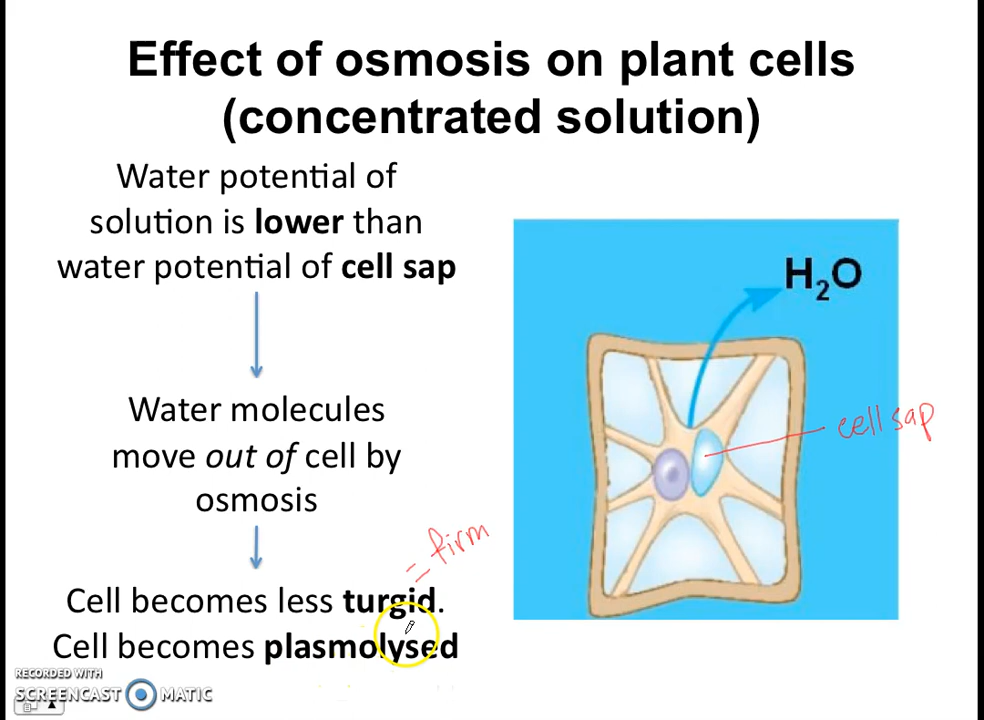 Effect of osmosis on plant cells
(concentrated solution)
Water potential of
solution is lower than
water potential of cell sap
Water molecules
move out of cell by
osmosis
= firm
Cell becomes less turgid.
Cell becomes plasmolysed
H₂O
cell sap
RECORDED WITH
SCREENCAST MATIC